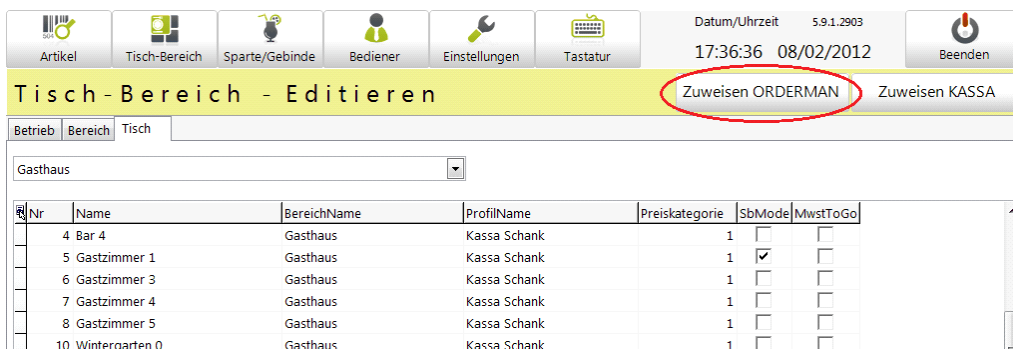 Datum/Uhrzeit 5.9.1.2903
504
Artikel Tisch-Bereich Sparte/Gebinde Bediener Einstellungen Tastatur 17:36:36 08/02/2012 Beenden
Tisch-Bereich - Editieren Zuweisen ORDERMAN Zuweisen KASSA
Betrieb Bereich Tisch
Gasthaus
Nr Name BereichName ProfilName Preiskategorie SbMode MwstToGo
4 Bar 4 Gasthaus Kassa Schank 1
5 Gastzimmer 1 Gasthaus Kassa Schank 1
6 Gastzimmer 3 Gasthaus Kassa Schank 1
7 Gastzimmer 4 Gasthaus Kassa Schank 1
8 Gastzimmer 5 Gasthaus Kassa Schank 1
10 Wintergarten 0 Gasthaus Kassa Schank 1